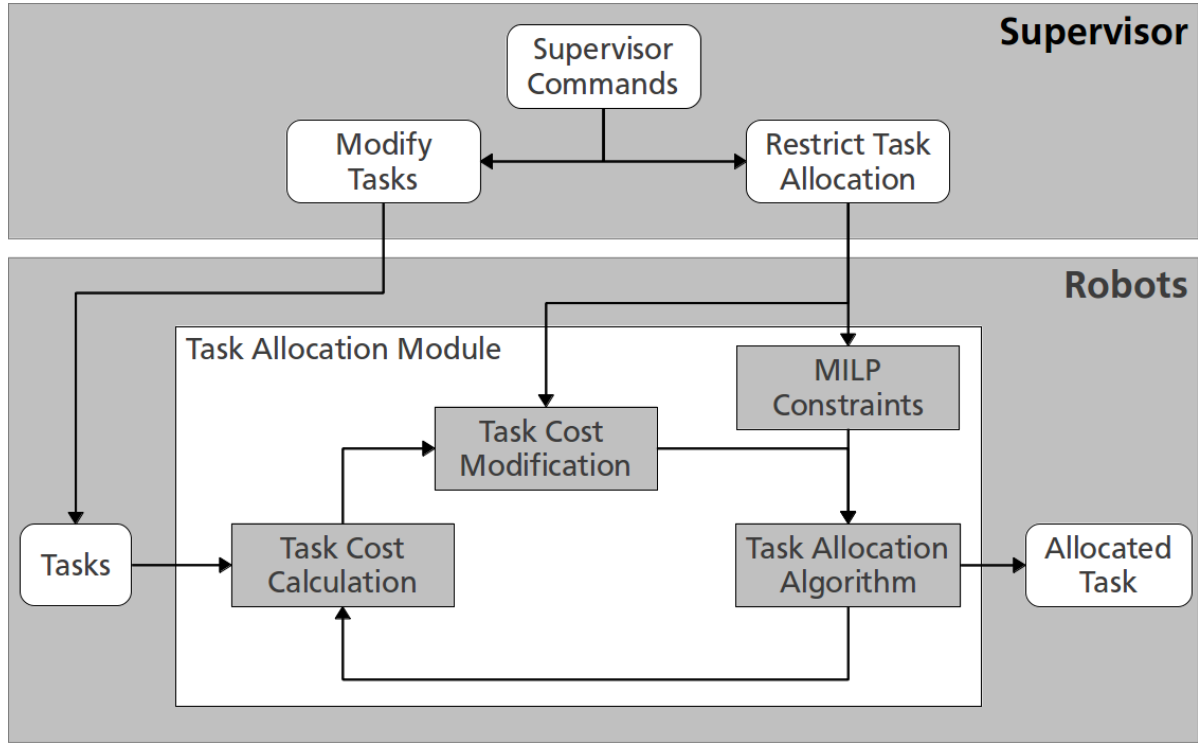 Supervisor
Supervisor
Commands
Modify
Tasks
Restrict Task
Allocation
Robots
Task Allocation Module
MILP
Constraints
Task Cost
Modification
Tasks
Task Cost
Calculation
Task Allocation
Algorithm
Allocated
Task